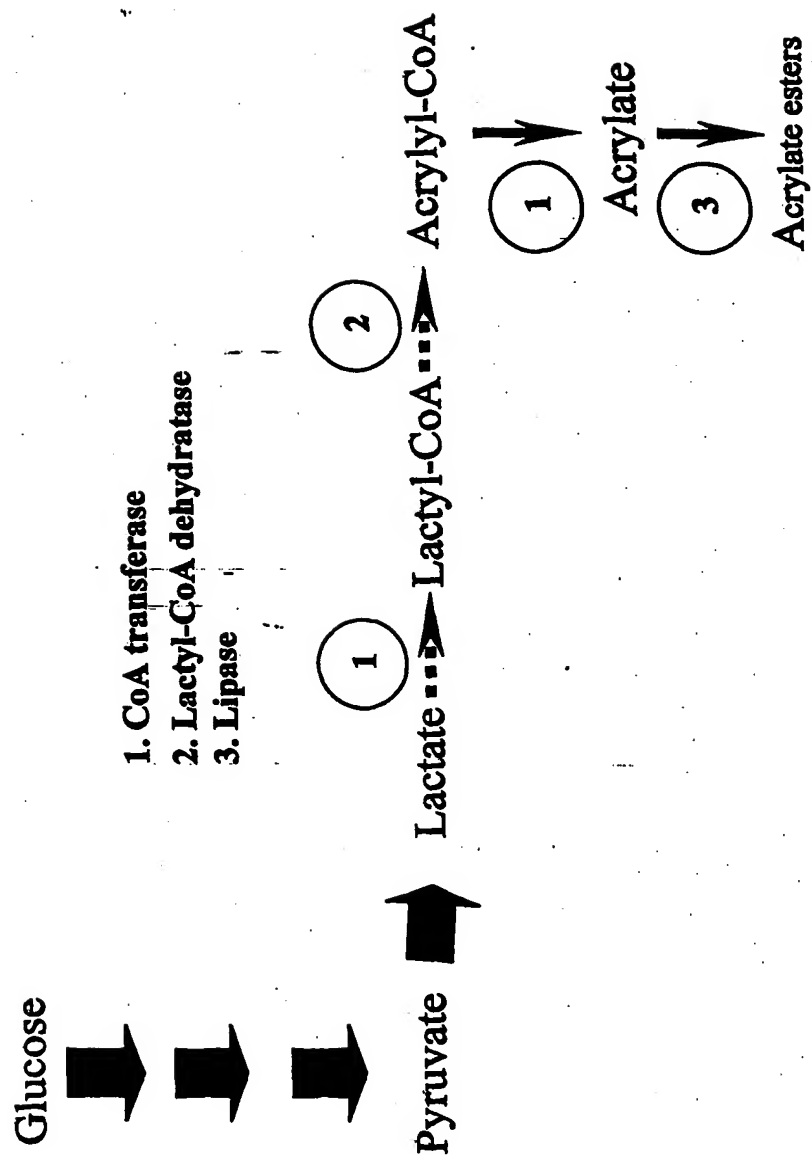 Glucose
1. CoA transferase
2. Lactyl-CoA dehydratase
3. Lipase
Pyruvate
Lactate
1
Lactyl-CoA
2
Acrylyl-CoA
1
Acrylate
3
Acrylate esters